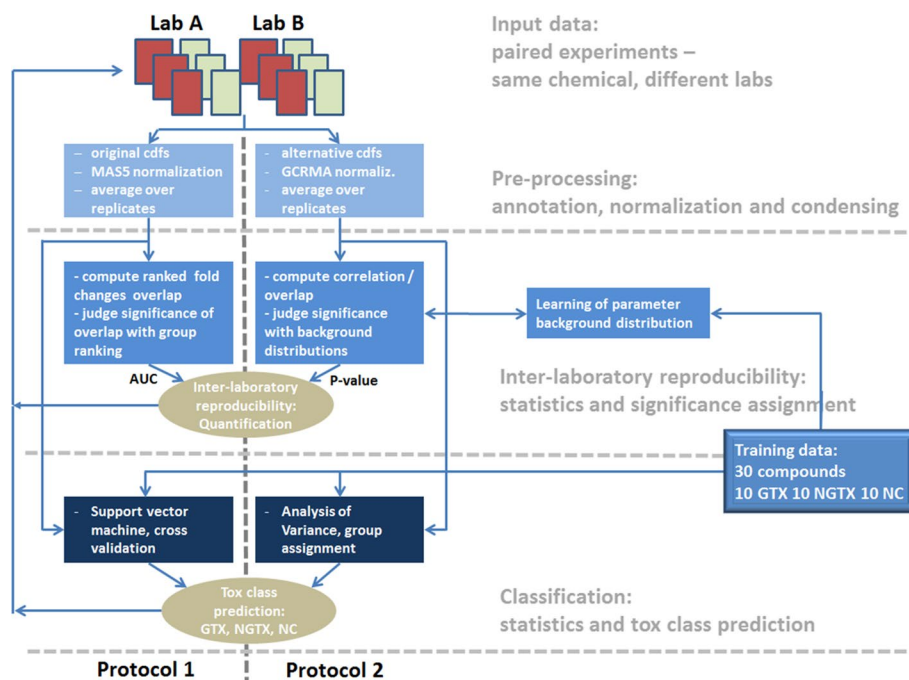 Lab A Lab B
Input data:
paired experiments –
same chemical, different labs
– original cdfs
– MAS5 normalization
– average over
replicates
- alternative cdfs
- GCRMA normaliz.
- average over
replicates
Pre-processing:
annotation, normalization and condensing
- compute ranked fold
changes overlap
- judge significance of
overlap with group
ranking
- compute correlation /
overlap
- judge significance
with background
distributions
Learning of parameter
background distribution
AUC
P-value
Inter-laboratory
reproducibility:
Quantification
Inter-laboratory reproducibility:
statistics and significance assignment
Training data:
30 compounds
10 GTX 10 NGTX 10 NC
- Support vector
machine, cross
validation
- Analysis of
Variance, group
assignment
Tox class
prediction:
GTX, NGTX, NC
Classification:
statistics and tox class prediction
Protocol 1 Protocol 2